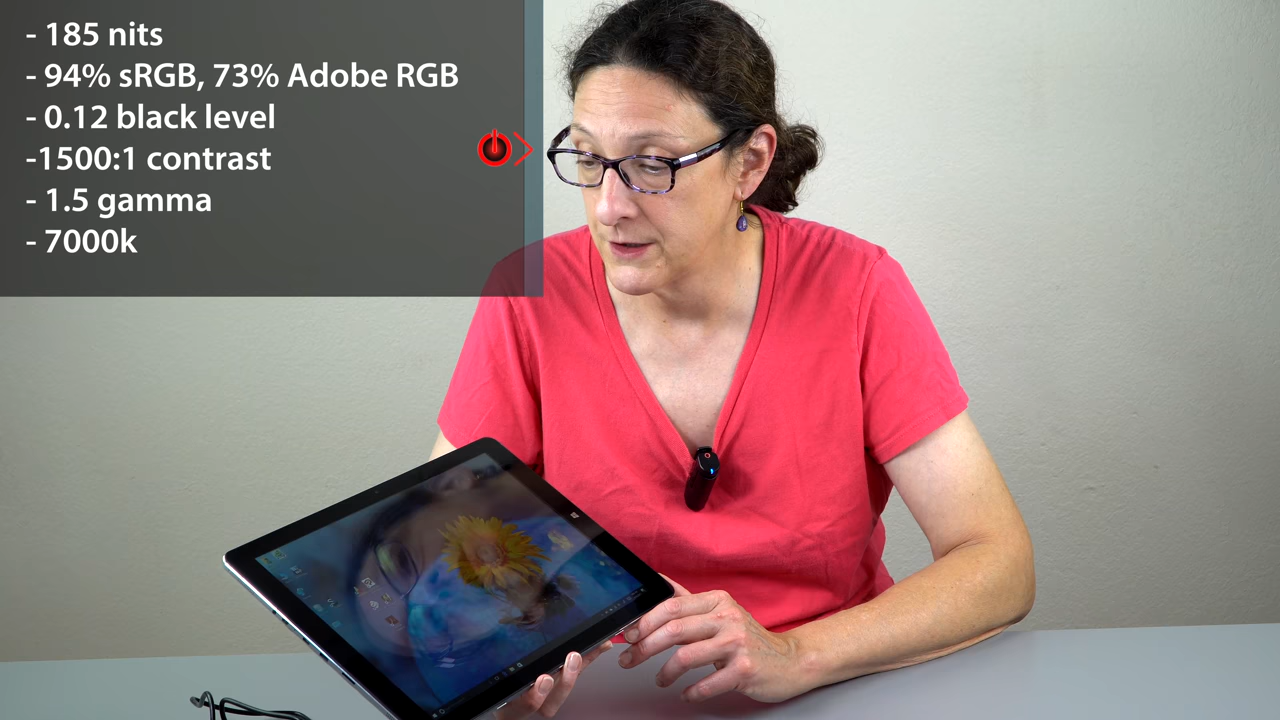 - 185 nits
- 94% sRGB, 73% Adobe RGB
- 0.12 black level
-1500:1 contrast
- 1.5 gamma
- 7000k